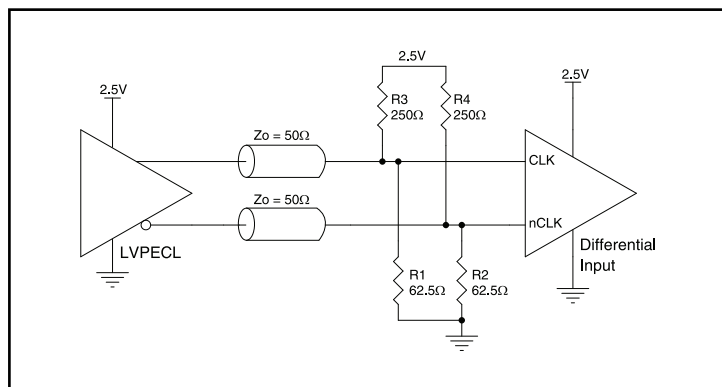 2.5V
2.5V
2.5V
R3
250Ω
R4
250Ω
Zo = 50Ω
CLK
Zo = 50Ω
nCLK
LVPECL
Differential
Input
R1
62.5Ω
R2
62.5Ω